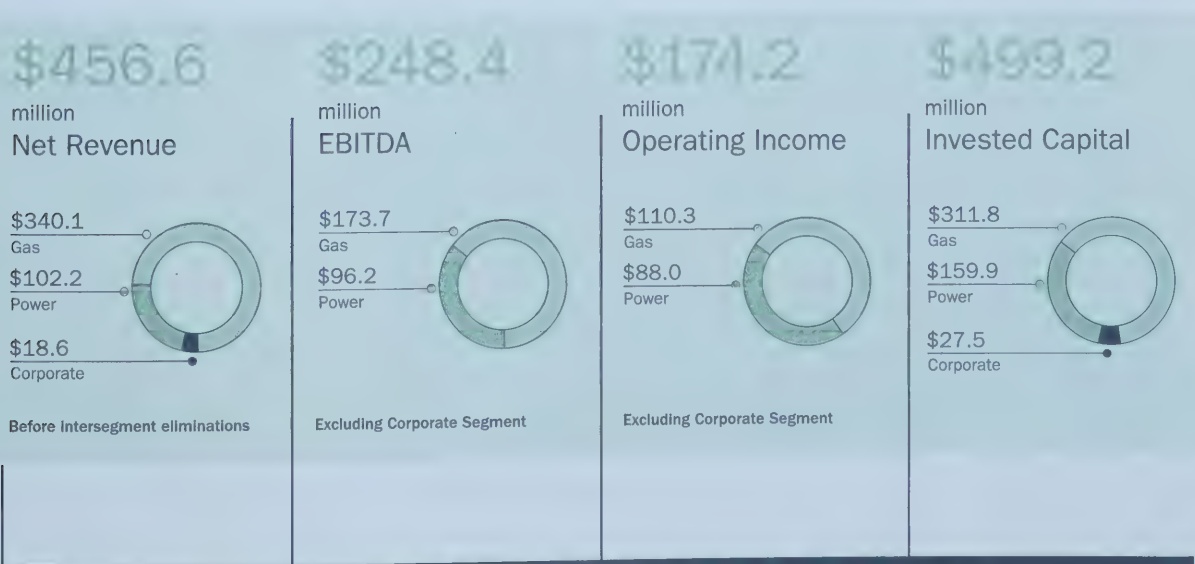 $456.6
million
Net Revenue
$340.1
Gas
$102.2
Power
$18.6
Corporate
Before intersegment eliminations
$248.4
million
EBITDA
$173.7
Gas
$96.2
Power
Excluding Corporate Segment
$174.2
million
Operating Income
$110.3
Gas
$88.0
Power
Excluding Corporate Segment
$499.2
million
Invested Capital
$311.8
Gas
$159.9
Power
$27.5
Corporate